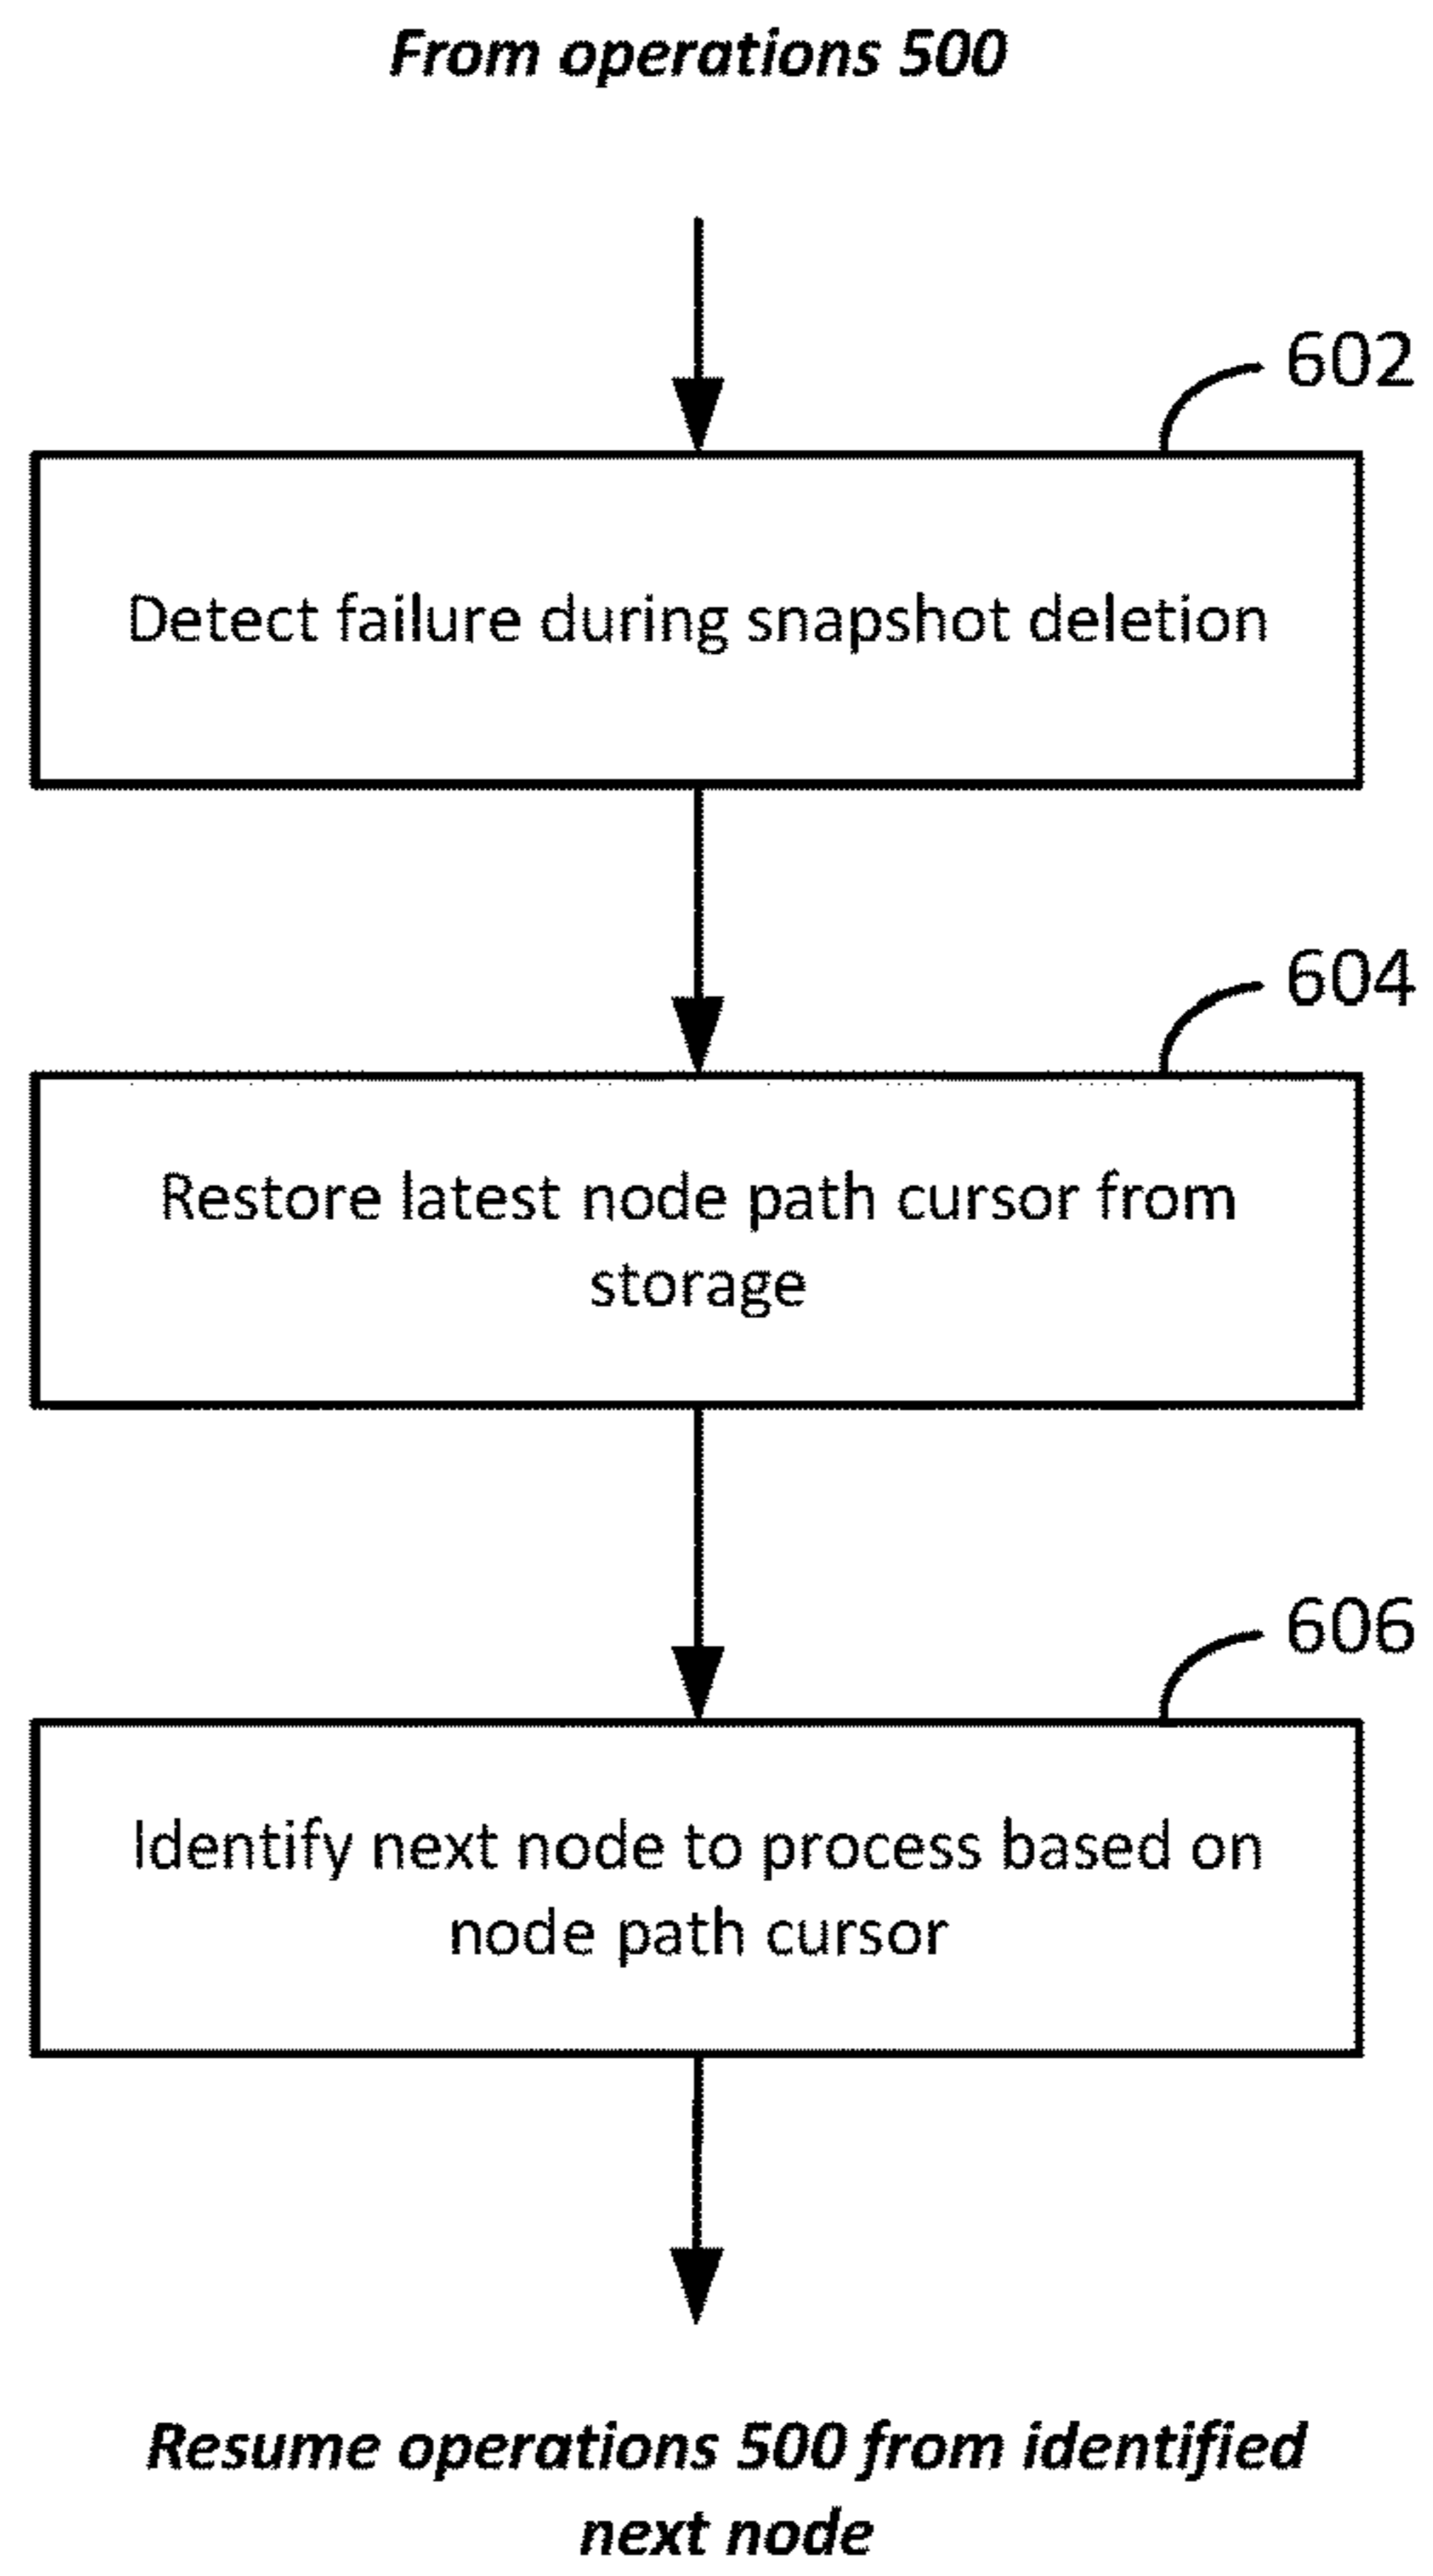 From operations 500
602
Detect failure during snapshot deletion
604
Restore latest node path cursor from
storage
606
Identify next node to process based on
node path cursor
Resume operations 500 from identified
next node